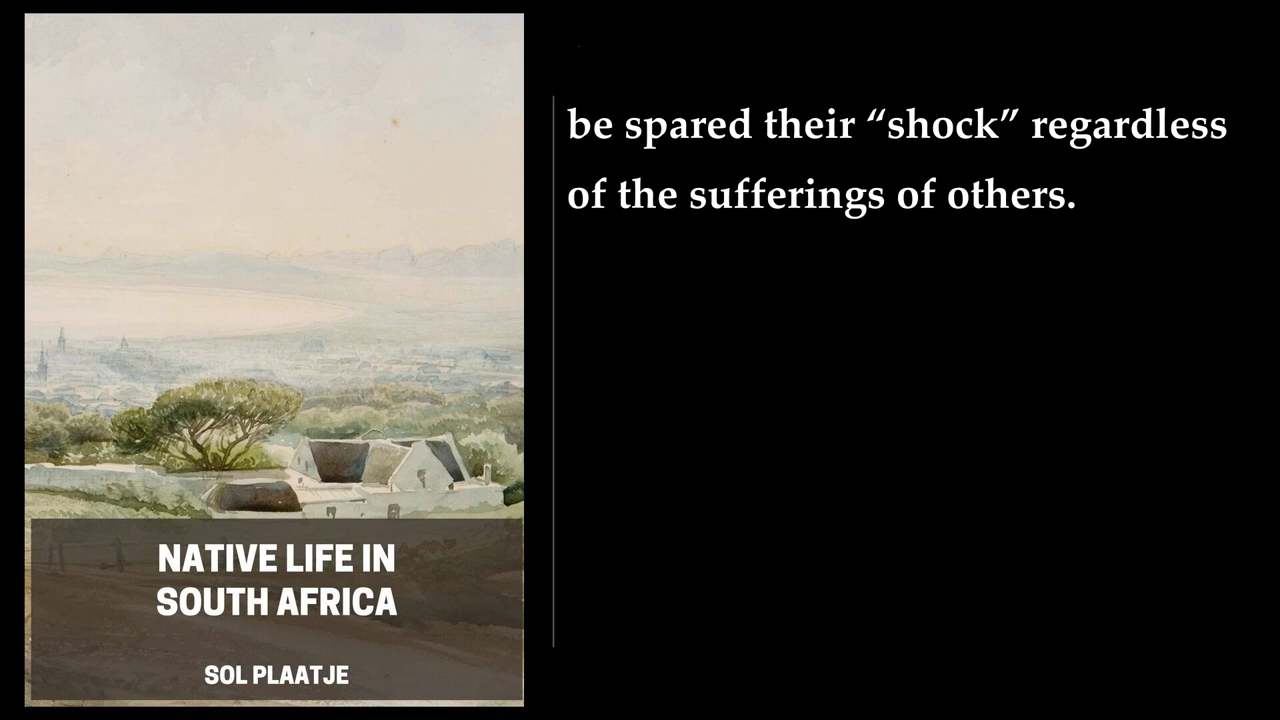 be spared their “shock” regardless
of the sufferings of others.
NATIVE LIFE IN
SOUTH AFRICA
SOL PLAATJE